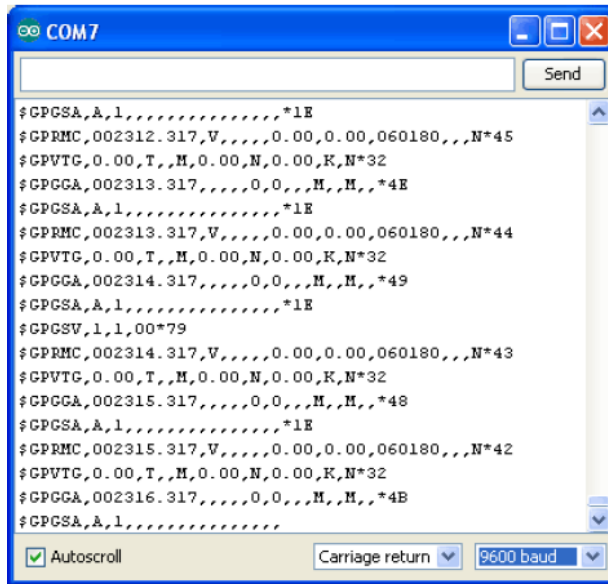 COM7
Send
$GPGSA,A,1,,,,,,,,,,,,,,,*1E
$GPRMC,002312.317,V,,,,,0.00,0.00,060180,,,N*45
$GPVTG,0.00,T,,M,0.00,N,0.00,K,N*32
$GPGGA,002313.317,,,,,0,0,,,M,,M,,*4E
$GPGSA,A,1,,,,,,,,,,,,,,,*1E
$GPRMC,002313.317,V,,,,,0.00,0.00,060180,,,N*44
$GPVTG,0.00,T,,M,0.00,N,0.00,K,N*32
$GPGGA,002314.317,,,,,0,0,,,M,,M,,*49
$GPGSA,A,1,,,,,,,,,,,,,,,*1E
$GPGSV,1,1,00*79
$GPRMC,002314.317,V,,,,,0.00,0.00,060180,,,N*43
$GPVTG,0.00,T,,M,0.00,N,0.00,K,N*32
$GPGGA,002315.317,,,,,0,0,,,M,,M,,*48
$GPGSA,A,1,,,,,,,,,,,,,,,*1E
$GPRMC,002315.317,V,,,,,0.00,0.00,060180,,,N*42
$GPVTG,0.00,T,,M,0.00,N,0.00,K,N*32
$GPGGA,002316.317,,,,,0,0,,,M,,M,,*4B
$GPGSA,A,1,,,,,,,,,,,,,,,
Autoscroll
Carriage return
9600 baud